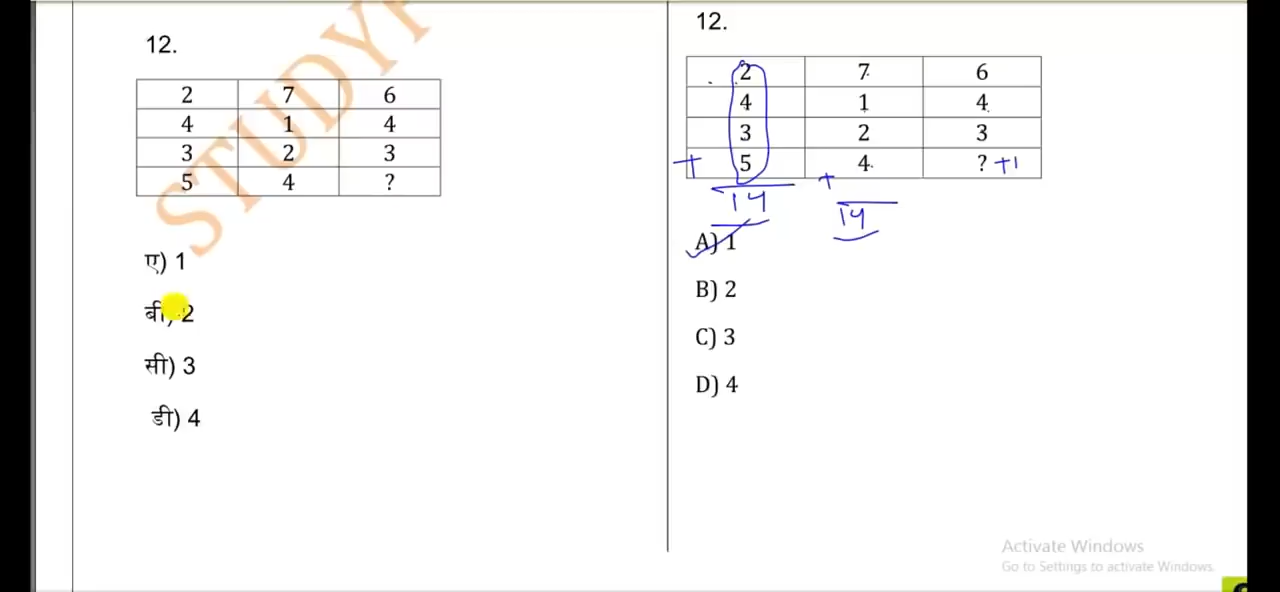 12.
2 7 6
4 1 4
3 2 3
5 4 ?
ए) 1
बी) 2
सी) 3
डी) 4
STUDYF
12.
2 7 6
4 1 4
3 2 3
+ 5 4 ? +1
+
14 14
A) 1
B) 2
C) 3
D) 4
Activate Windows
Go to Settings to activate Windows.